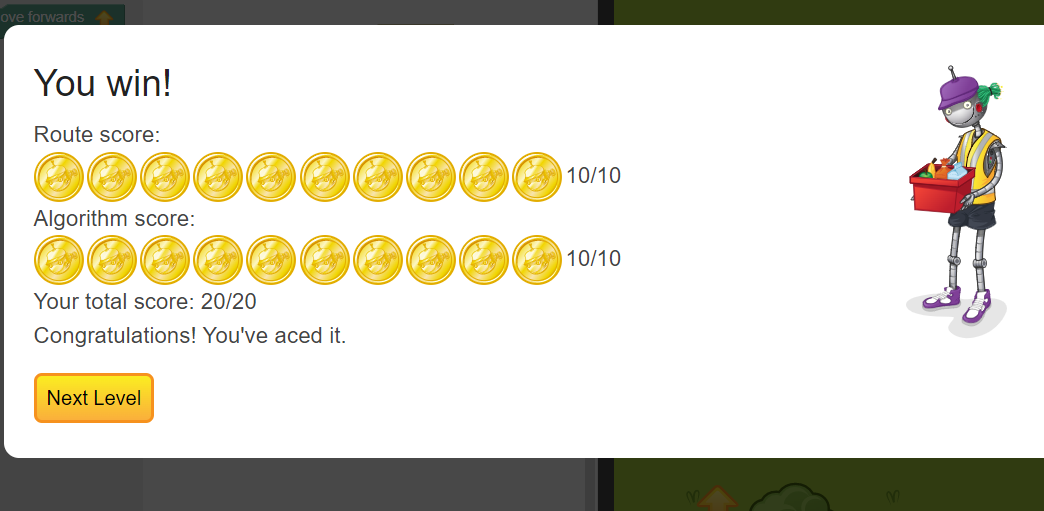 ove forwards
You win!
Route score:
10/10
Algorithm score:
10/10
Your total score: 20/20
Congratulations! You've aced it.
Next Level